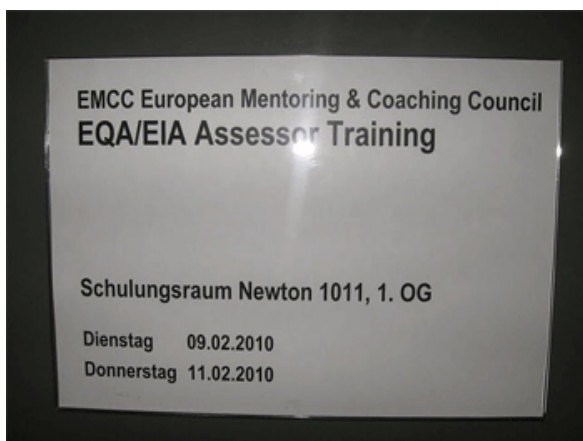 EMCC European Mentoring & Coaching Council
EQA/EIA Assessor Training
Schulungsraum Newton 1011, 1. OG
Dienstag 09.02.2010
Donnerstag 11.02.2010